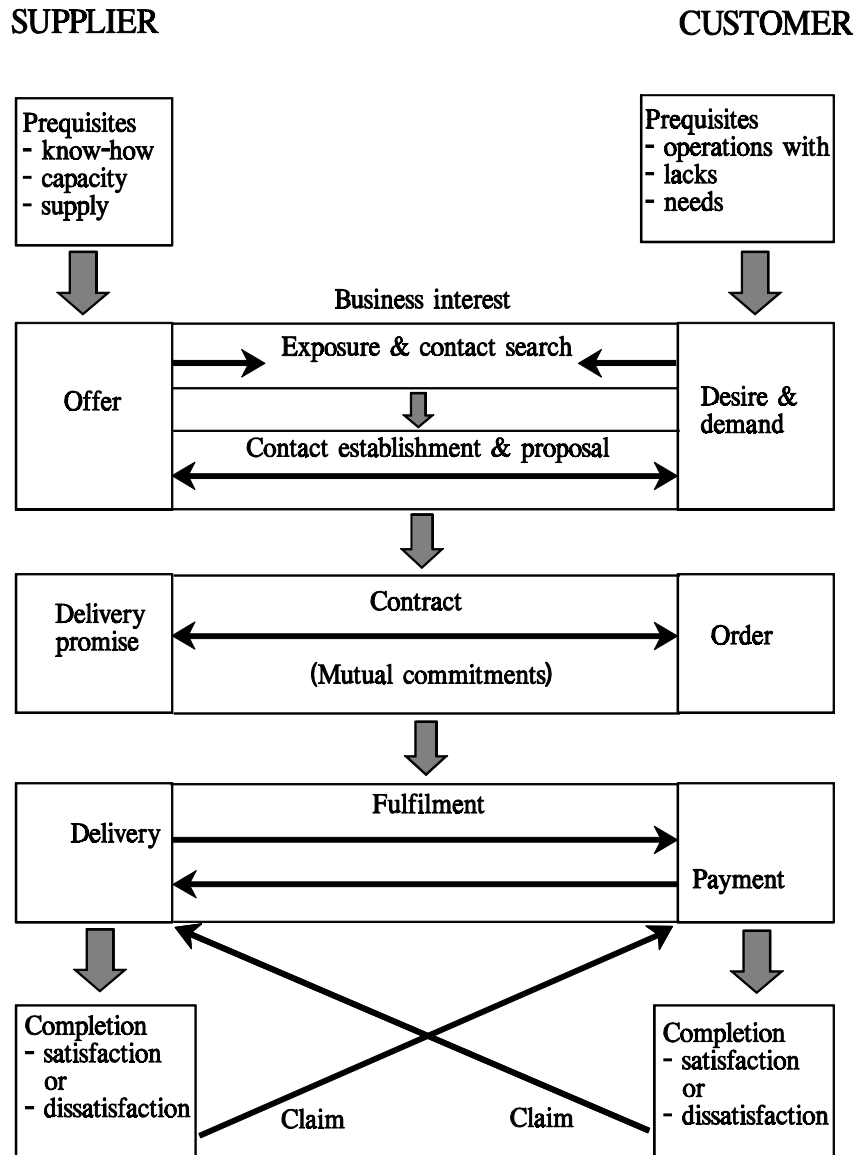 SUPPLIER
CUSTOMER
Prequisites
- know-how
- capacity
- supply
Prequisites
- operations with
- lacks
- needs
Business interest
Exposure & contact search
Offer
Desire &
demand
Contact establishment & proposal
Delivery
promise
Contract
(Mutual commitments)
Order
Fulfilment
Delivery
Payment
Completion
- satisfaction
or
- dissatisfaction
Claim
Claim
Completion
- satisfaction
or
- dissatisfaction